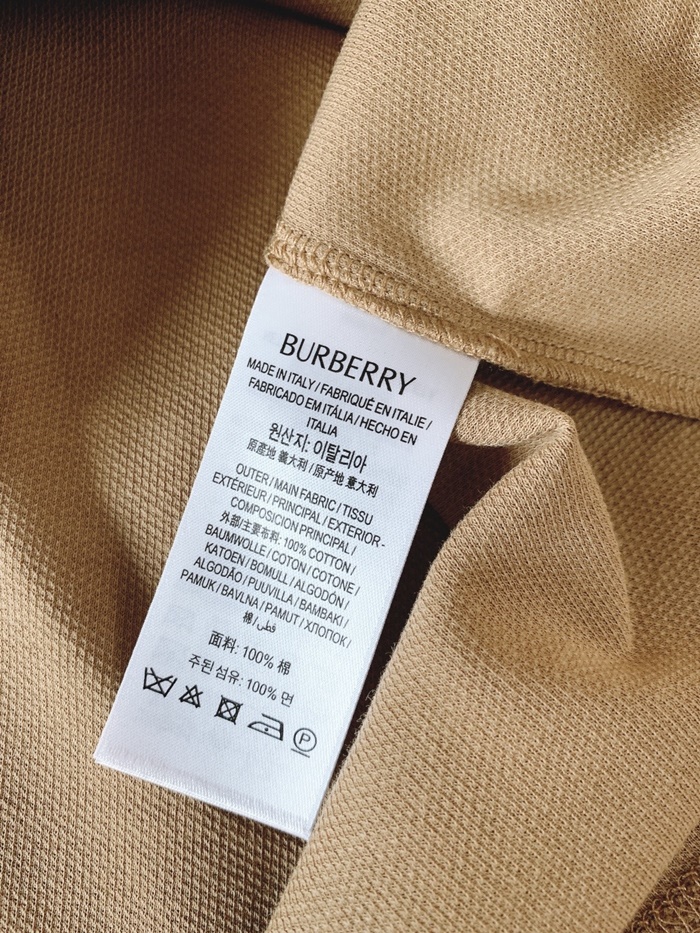 BURBERRY
MADE IN ITALY / FABRIQUÉ EN ITALIE /
FABRICADO EM ITÁLIA / HECHO EN
ITALIA
원산지: 이탈리아
原產地 義大利 / 原产地 意大利
OUTER / MAIN FABRIC / TISSU
EXTÉRIEUR / PRINCIPAL / EXTERIOR -
COMPOSICIÓN PRINCIPAL /
外部/主要布料: 100% COTTON /
BAUMWOLLE / COTON / COTONE /
KATOEN / BOMULL / ALGODÓN /
ALGODÃO / PUUVILLA / BAMBAKI /
PAMUK / BAVLNA / PAMUT / ХЛОПОК /
棉 / قطن
面料: 100% 棉
주된 섬유: 100% 면
P